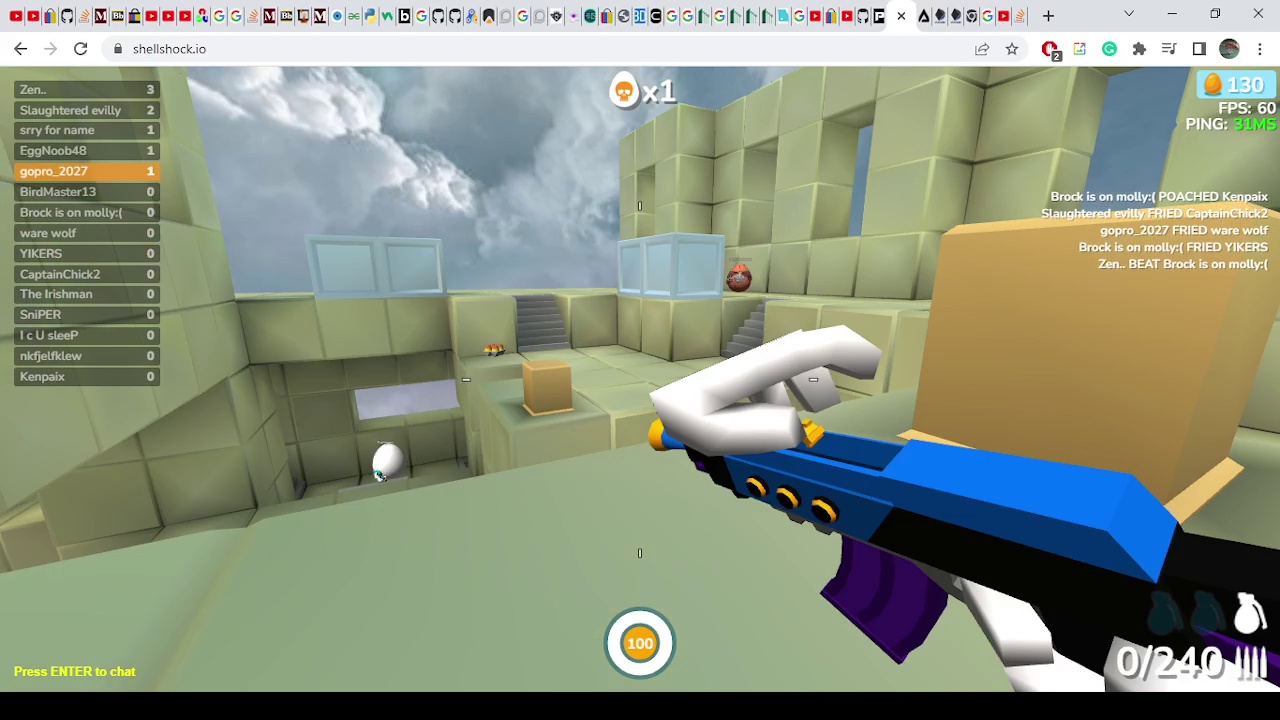 shellshock.io
2
Zen.. 3
Slaughtered evilly 2
srry for name 1
EggNoob48 1
gopro_2027 1
BirdMaster13 0
Brock is on molly:( 0
ware wolf 0
YIKERS 0
CaptainChick2 0
The Irishman 0
SniPER 0
I c U sleeP 0
nkfjelfklew 0
Kenpaix 0
x1
130
FPS: 60
PING: 31MS
Brock is on molly:( POACHED Kenpaix
Slaughtered evilly FRIED CaptainChick2
gopro_2027 FRIED ware wolf
Brock is on molly:( FRIED YIKERS
Zen.. BEAT Brock is on molly:(
100
Press ENTER to chat
0/240